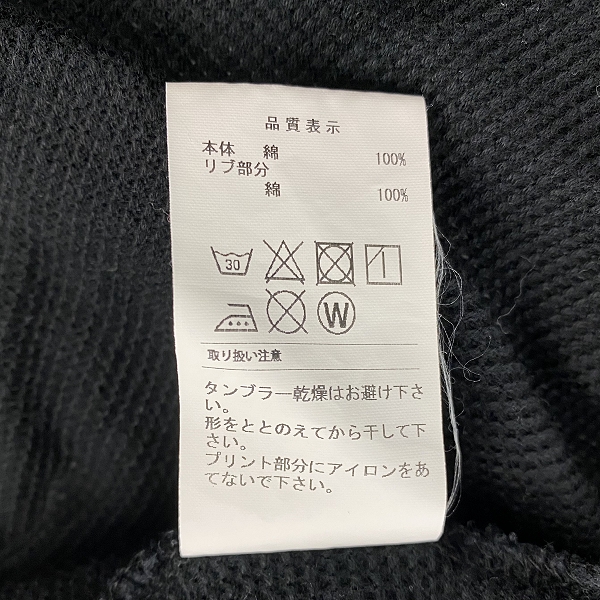 品質表示
本体 綿 100%
リブ部分
綿 100%
30
W
取り扱い注意
タンブラー乾燥はお避け下さ
い。
形をととのえてから干して下
さい。
プリント部分にアイロンをあ
てないで下さい。